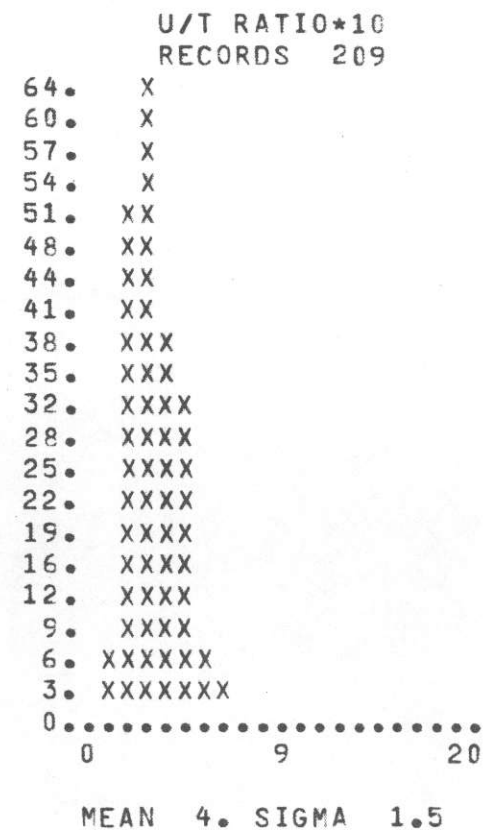 U/T RATIO*10
RECORDS 209
64. X
60. X
57. X
54. X
51. XX
48. XX
44. XX
41. XX
38. XXX
35. XXX
32. XXXX
28. XXXX
25. XXXX
22. XXXX
19. XXXX
16. XXXX
12. XXXX
9. XXXX
6. XXXXXX
3. XXXXXXX
0......................
0 9 20
MEAN 4. SIGMA 1.5